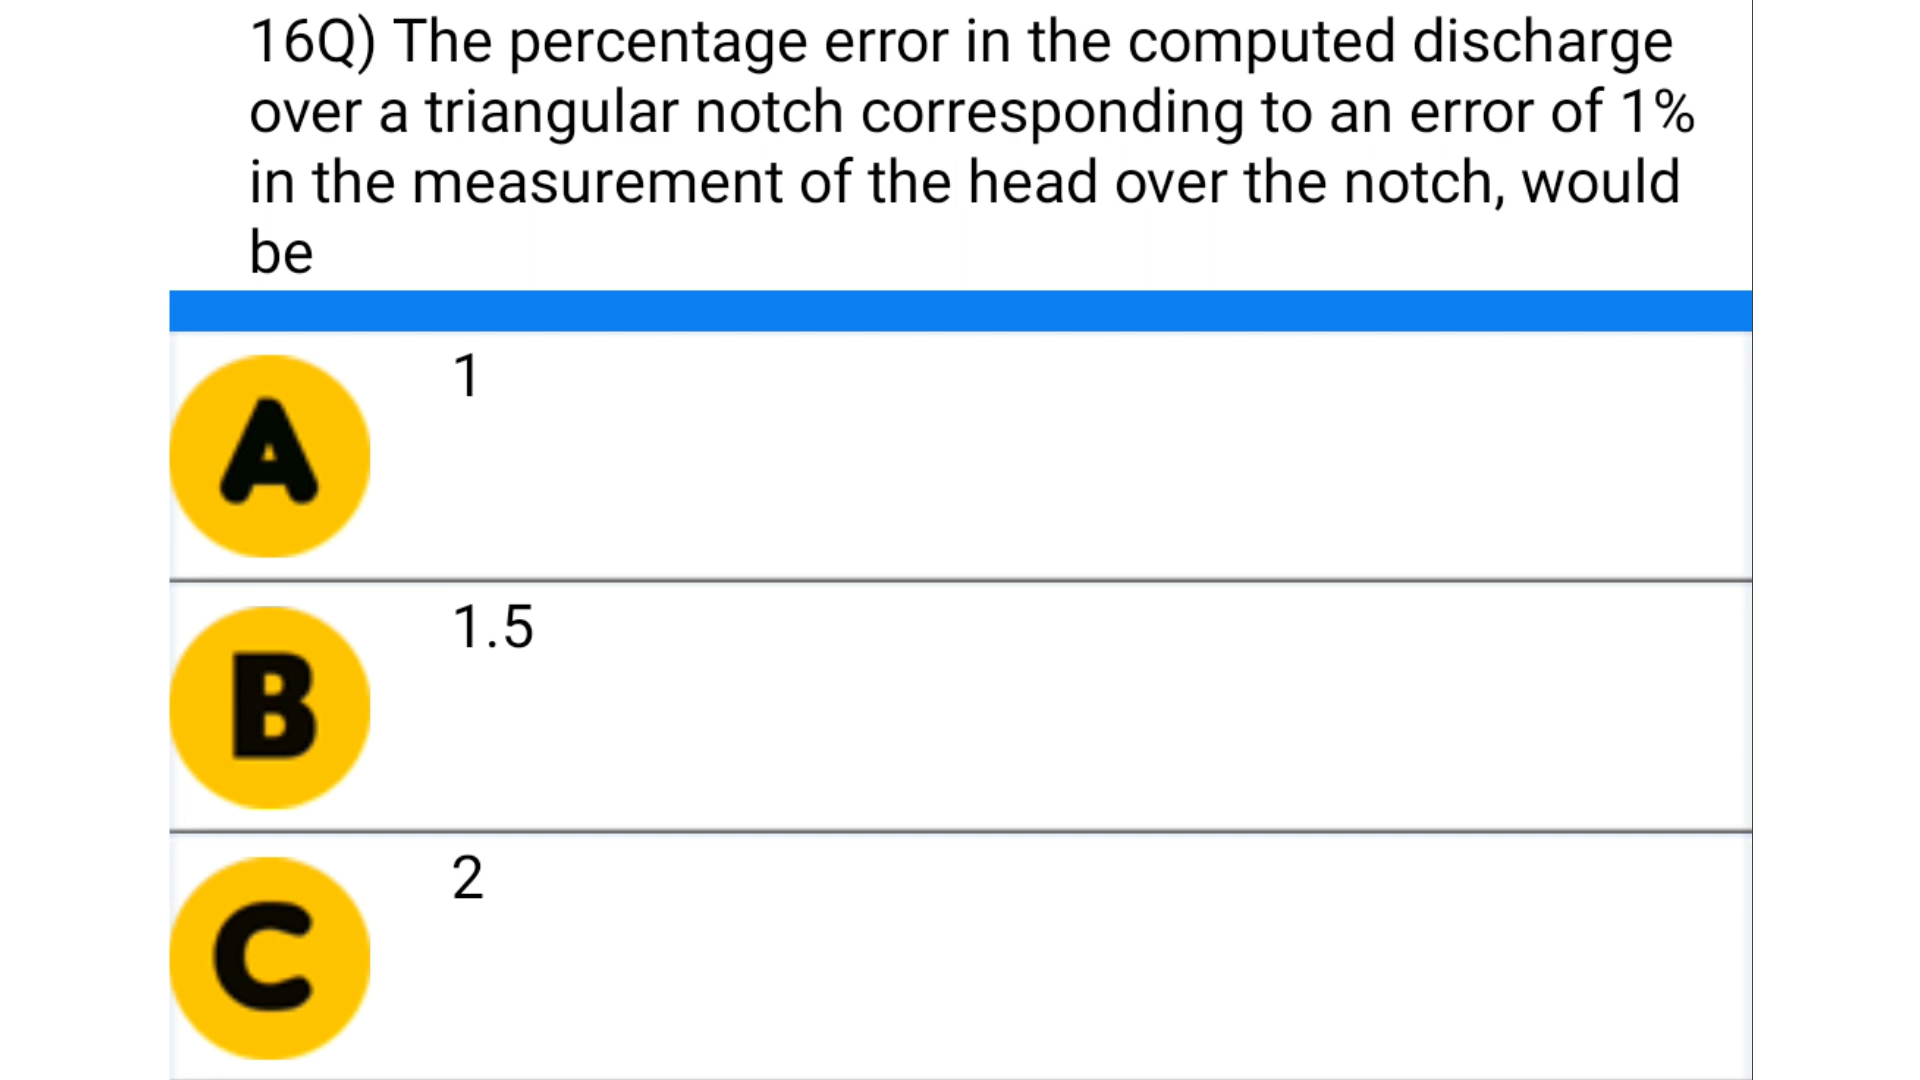 16Q) The percentage error in the computed discharge
over a triangular notch corresponding to an error of 1%
in the measurement of the head over the notch, would
be
A 1
B 1.5
C 2